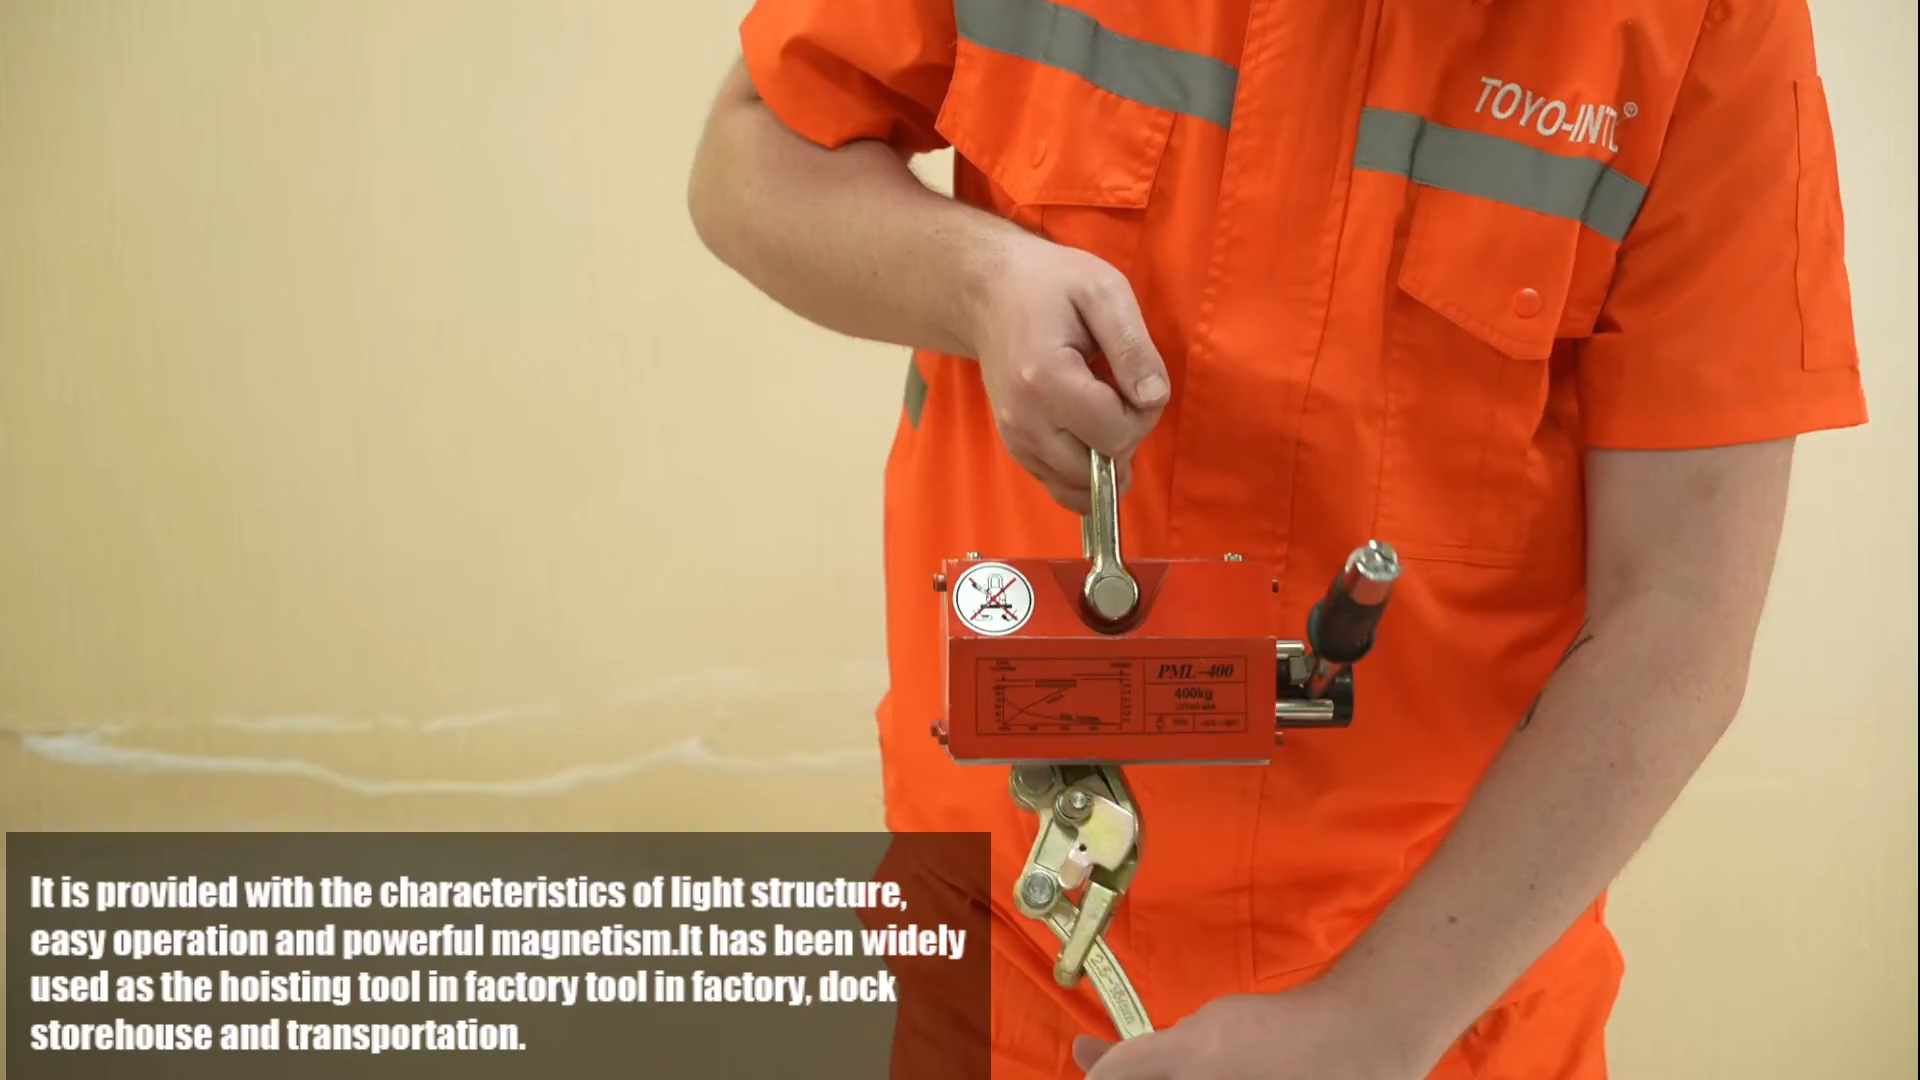 TOYO-INT'L®
PML-400
400kg
It is provided with the characteristics of light structure,
easy operation and powerful magnetism.It has been widely
used as the hoisting tool in factory tool in factory, dock
storehouse and transportation.